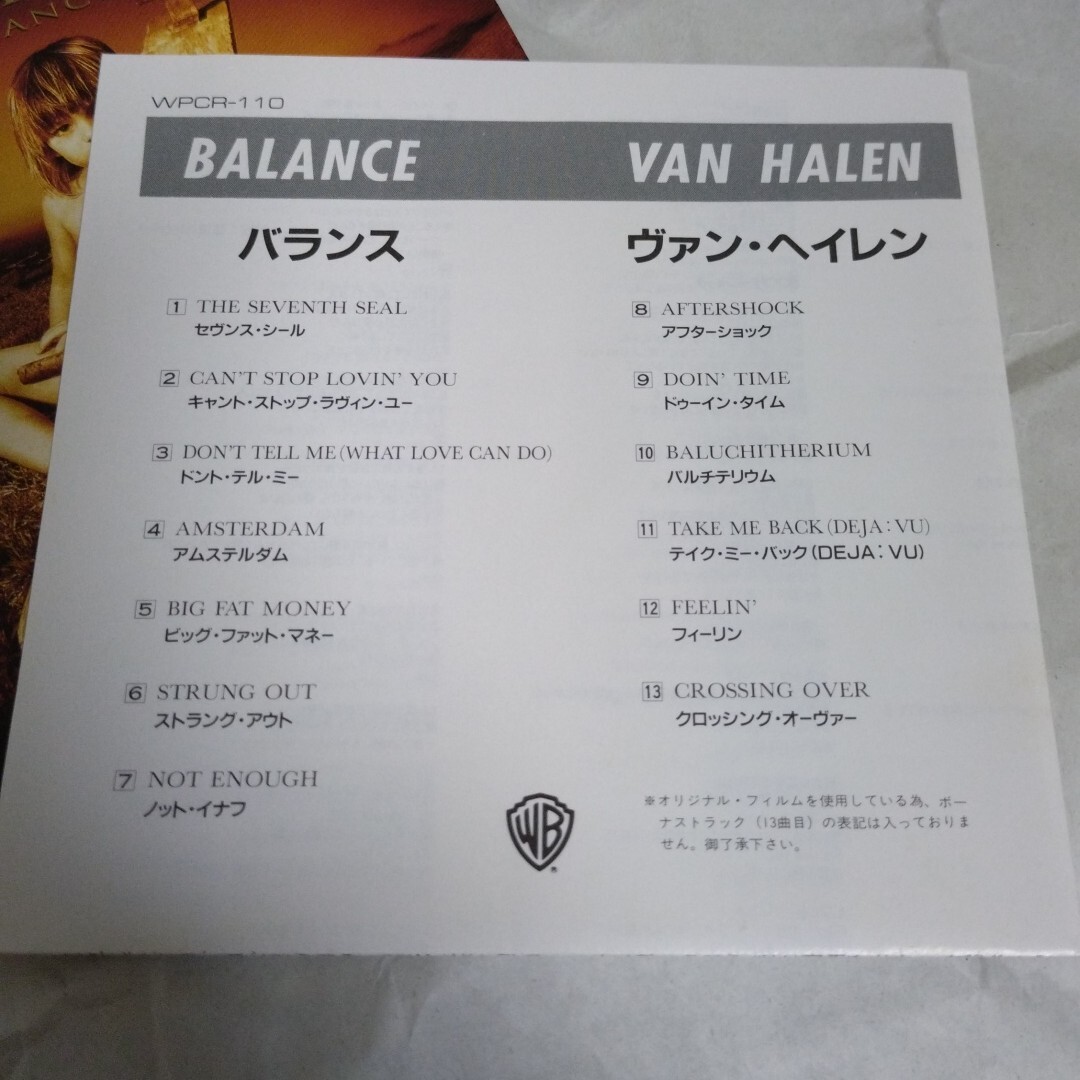 ANC
WPCR-110
BALANCE VAN HALEN
バランス ヴァン・ヘイレン
1 THE SEVENTH SEAL
セヴンス・シール
2 CAN'T STOP LOVIN' YOU
キャント・ストップ・ラヴィン・ユー
3 DON'T TELL ME (WHAT LOVE CAN DO)
ドント・テル・ミー
4 AMSTERDAM
アムステルダム
5 BIG FAT MONEY
ビッグ・ファット・マネー
6 STRUNG OUT
ストラング・アウト
7 NOT ENOUGH
ノット・イナフ
8 AFTERSHOCK
アフターショック
9 DOIN' TIME
ドゥーイン・タイム
10 BALUCHITHERIUM
バルチテリウム
11 TAKE ME BACK (DEJA:VU)
テイク・ミー・バック (DEJA:VU)
12 FEELIN'
フィーリン
13 CROSSING OVER
クロッシング・オーヴァー
WB
®
※オリジナル・フィルムを使用している為、ボー
ナストラック (13曲目) の表記は入っておりま
せん。御了承下さい。